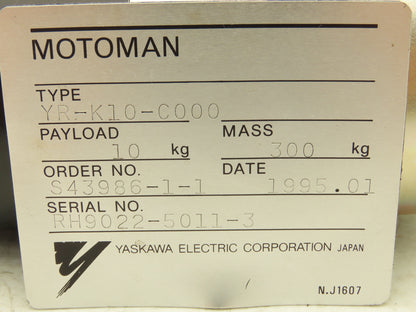 MOTOMAN
TYPE
YR-K10-C000
PAYLOAD 10 kg MASS 300 kg
ORDER NO. DATE
S43986-1-1 1995.01
SERIAL NO.
RH9022-5011-3
YASKAWA ELECTRIC CORPORATION JAPAN
N.J1607